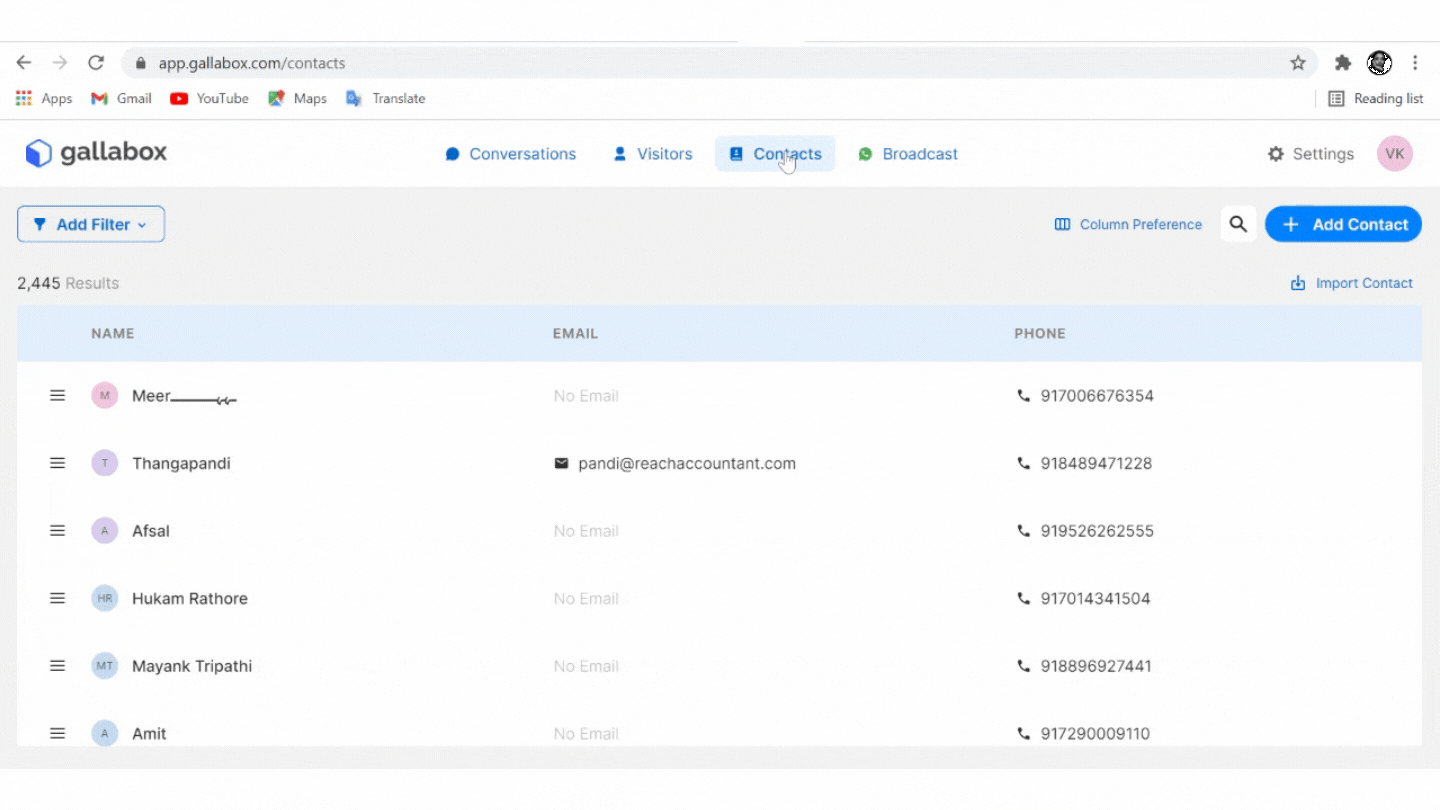 app.gallabox.com/contacts
Apps Gmail YouTube Maps Translate Reading list
gallabox Conversations Visitors Contacts Broadcast Settings VK
Add Filter Column Preference + Add Contact
2,445 Results Import Contact
NAME EMAIL PHONE
M Meer No Email 917006676354
T Thangapandi pandi@reachaccountant.com 918489471228
A Afsal No Email 919526262555
HR Hukam Rathore No Email 917014341504
MT Mayank Tripathi No Email 918896927441
A Amit No Email 917290009110